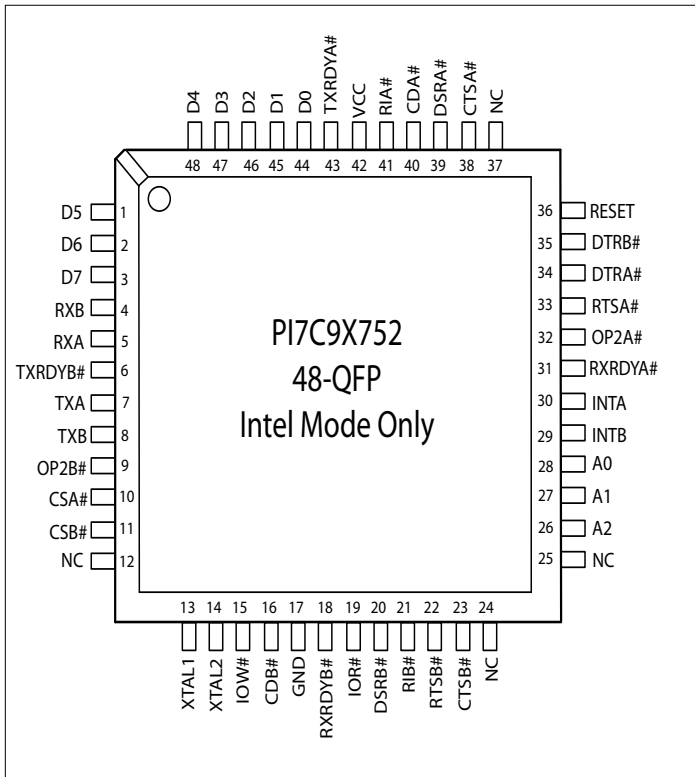 D4
D3
D2
D1
D0
TXRDYA#
VCC
RIA#
CDA#
DSRA#
CTSA#
NC
48
47
46
45
44
43
42
41
40
39
38
37
D5 1
D6 2
D7 3
RXB 4
RXA 5
TXRDYB# 6
TXA 7
TXB 8
OP2B# 9
CSA# 10
CSB# 11
NC 12
PI7C9X752
48-QFP
Intel Mode Only
36 RESET
35 DTRB#
34 DTRA#
33 RTSA#
32 OP2A#
31 RXRDYA#
30 INTA
29 INTB
28 A0
27 A1
26 A2
25 NC
13
14
15
16
17
18
19
20
21
22
23
24
XTAL1
XTAL2
IOW#
CDB#
GND
RXRDYB#
IOR#
DSRB#
RIB#
RTSB#
CTSB#
NC